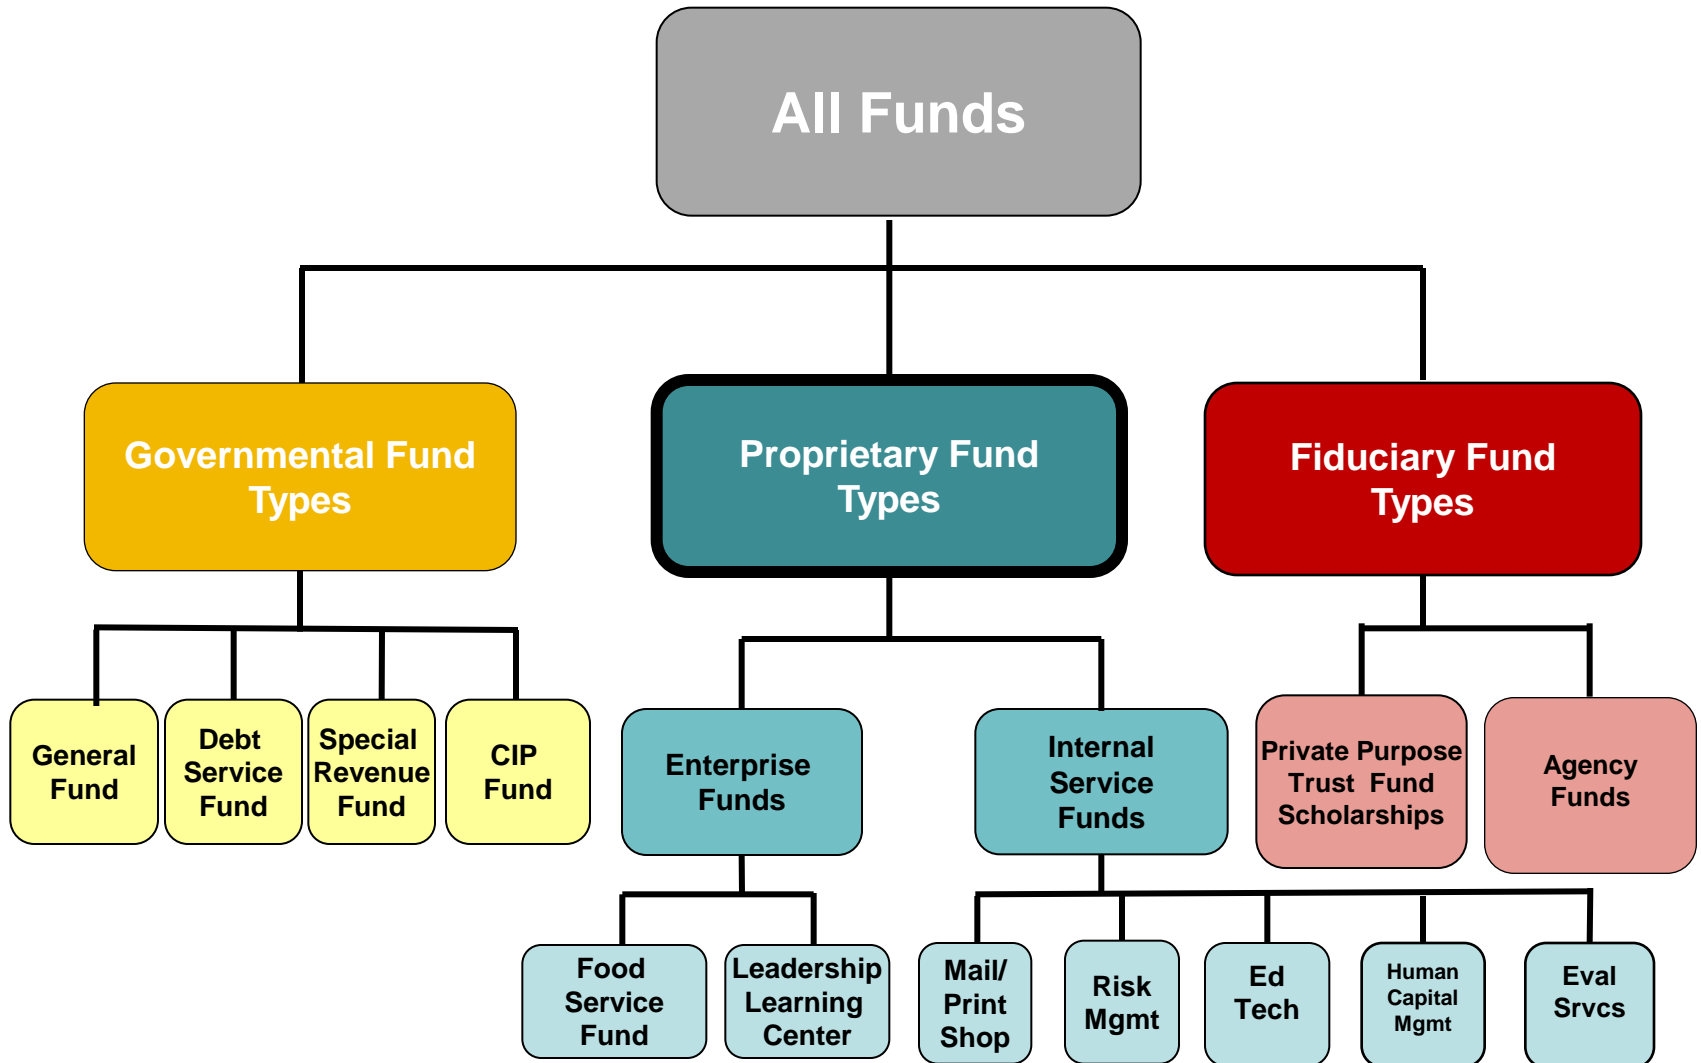 All Funds
Governmental Fund
Types
Proprietary Fund
Types
Fiduciary Fund
Types
General
Fund
Debt
Service
Fund
Special
Revenue
Fund
CIP
Fund
Enterprise
Funds
Internal
Service
Funds
Private Purpose
Trust Fund
Scholarships
Agency
Funds
Food
Service
Fund
Leadership
Learning
Center
Mail/
Print
Shop
Risk
Mgmt
Ed
Tech
Human
Capital
Mgmt
Eval
Srvcs